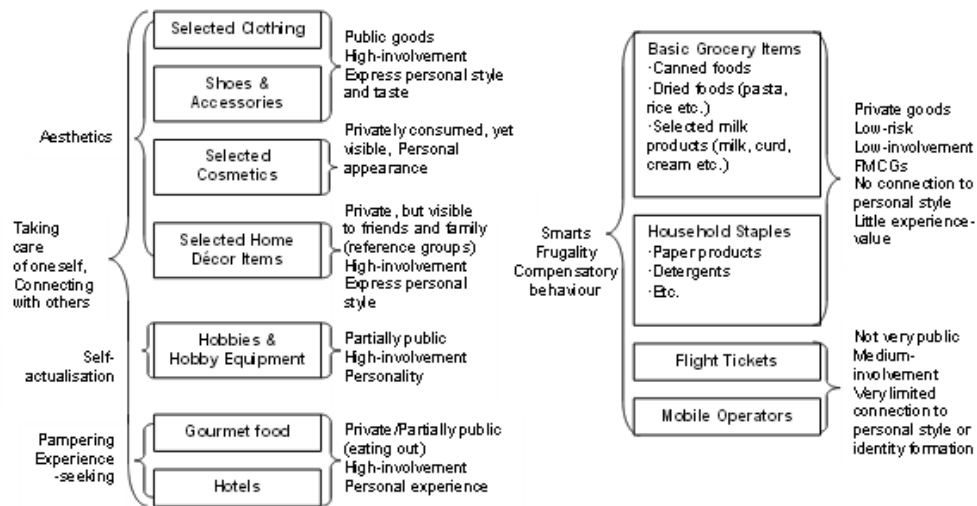 Selected Clothing
Shoes &
Accessories
Selected
Cosmetics
Selected Home
Décor Items
Hobbies &
Hobby Equipment
Gourmet food
Hotels
Aesthetics
Taking
care
of oneself,
Connecting
with others
Self-
actualisation
Pampering
Experience
-seeking
Public goods
High-involvement
Express personal style
and taste
Privately consumed, yet
visible, Personal
appearance
Private, but visible
to friends and family
(reference groups)
High-involvement
Express personal
style
Partially public
High-involvement
Personality
Private/Partially public
(eating out)
High-involvement
Personal experience
Smarts
Frugality
Compensatory
behaviour
Basic Grocery Items
·Canned foods
·Dried foods (pasta,
rice etc.)
·Selected milk
products (milk, curd,
cream etc.)
Household Staples
·Paper products
·Detergents
·Etc.
Flight Tickets
Mobile Operators
Private goods
Low-risk
Low-involvement
FMCGs
No connection to
personal style
Little experience-
value
Not very public
Medium-
involvement
Very limited
connection to
personal style or
identity formation